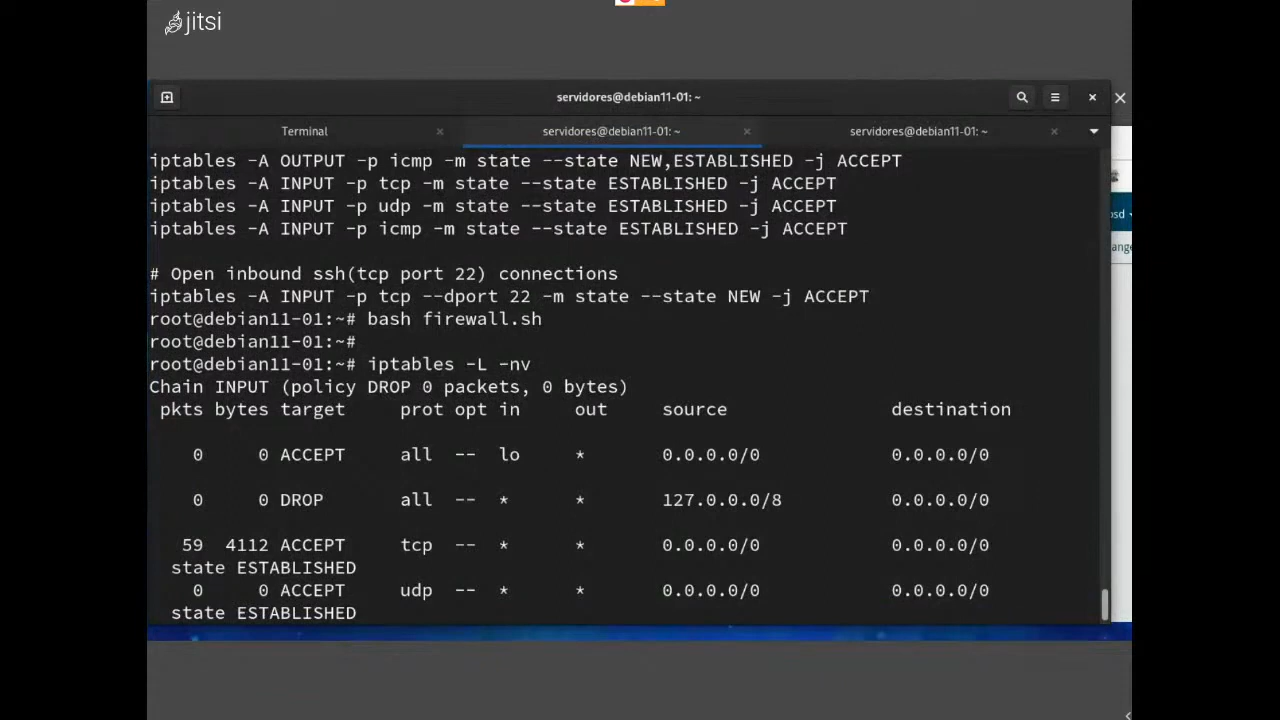 jitsi
servidores@debian11-01: ~
Terminal
servidores@debian11-01: ~
servidores@debian11-01: ~
iptables -A OUTPUT -p icmp -m state --state NEW,ESTABLISHED -j ACCEPT
iptables -A INPUT -p tcp -m state --state ESTABLISHED -j ACCEPT
iptables -A INPUT -p udp -m state --state ESTABLISHED -j ACCEPT
iptables -A INPUT -p icmp -m state --state ESTABLISHED -j ACCEPT
# Open inbound ssh(tcp port 22) connections
iptables -A INPUT -p tcp --dport 22 -m state --state NEW -j ACCEPT
root@debian11-01:~# bash firewall.sh
root@debian11-01:~#
root@debian11-01:~# iptables -L -nv
Chain INPUT (policy DROP 0 packets, 0 bytes)
pkts bytes target prot opt in out source destination
0 0 ACCEPT all -- lo * 0.0.0.0/0 0.0.0.0/0
0 0 DROP all -- * * 127.0.0.0/8 0.0.0.0/0
59 4112 ACCEPT tcp -- * * 0.0.0.0/0 0.0.0.0/0
state ESTABLISHED
0 0 ACCEPT udp -- * * 0.0.0.0/0 0.0.0.0/0
state ESTABLISHED